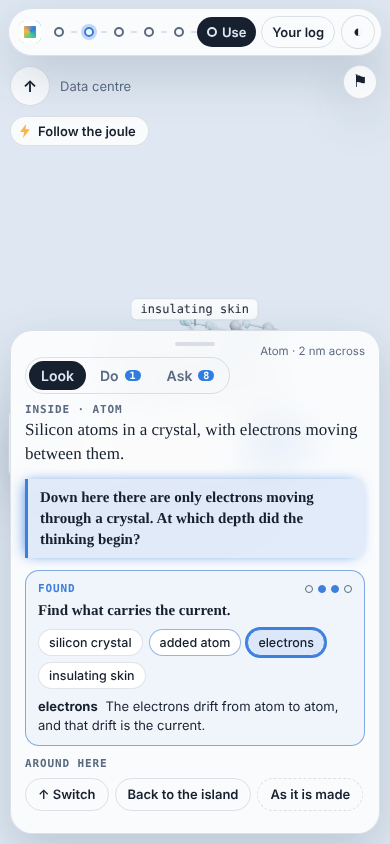 Use
Your log
Data centre
Follow the joule
insulating skin
Atom · 2 nm across
Look
Do 1
Ask 8
INSIDE · ATOM
Silicon atoms in a crystal, with electrons moving
between them.
Down here there are only electrons moving
through a crystal. At which depth did the
thinking begin?
FOUND
Find what carries the current.
silicon crystal
added atom
electrons
insulating skin
electrons The electrons drift from atom to atom,
and that drift is the current.
AROUND HERE
↑ Switch
Back to the island
As it is made